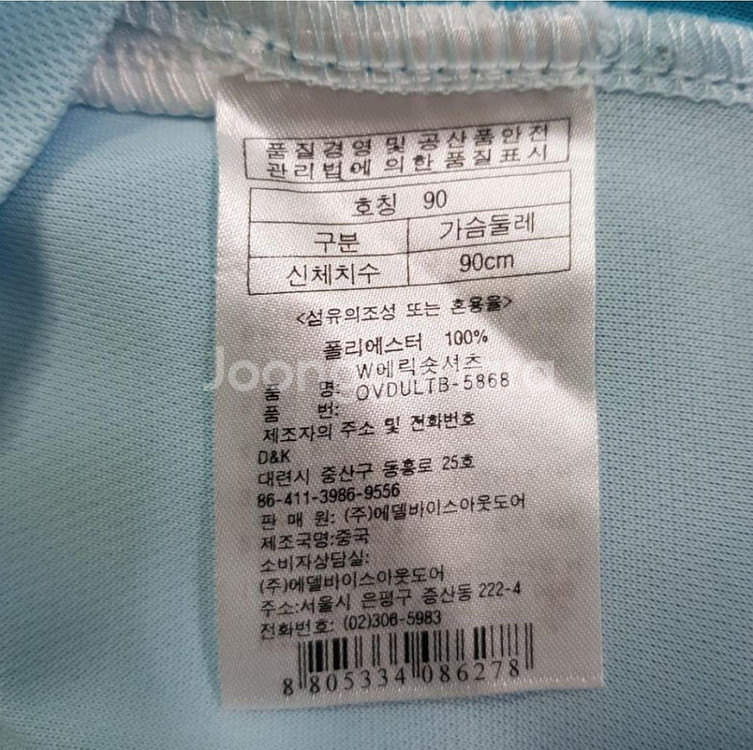 품질경영 및 공산품안전
관리법에 의한 품질표시
호칭 90
구분 가슴둘레
신체치수 90cm
<섬유의조성 또는 혼용율>
폴리에스터 100%
품 명: W에릭숏셔츠
품 번: OVDULTB-5868
제조자의 주소 및 전화번호
D&K
대련시 중산구 동흥로 25호
86-411-3986-9556
판 매 원: (주)에델바이스아웃도어
제조국명:중국
소비자상담실:
(주)에델바이스아웃도어
주소:서울시 은평구 증산동 222-4
전화번호: (02)306-5983
8 805334 086278